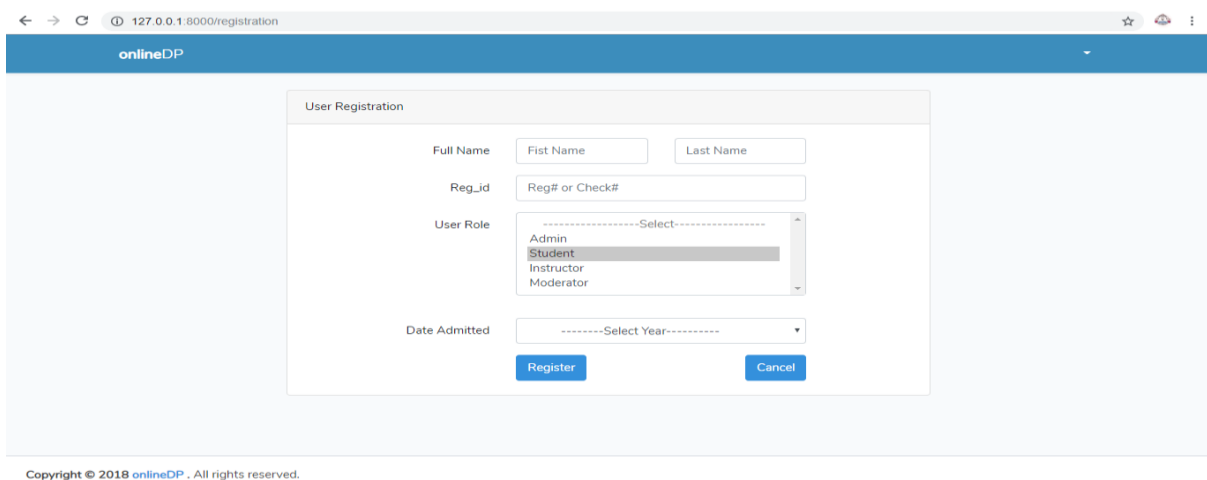 127.0.0.1:8000/registration
onlineDP
User Registration
Full Name Fist Name Last Name
Reg_id Reg# or Check#
User Role ------------------Select-----------------
Admin
Student
Instructor
Moderator
Date Admitted --------Select Year----------
Register Cancel
Copyright © 2018 onlineDP . All rights reserved.